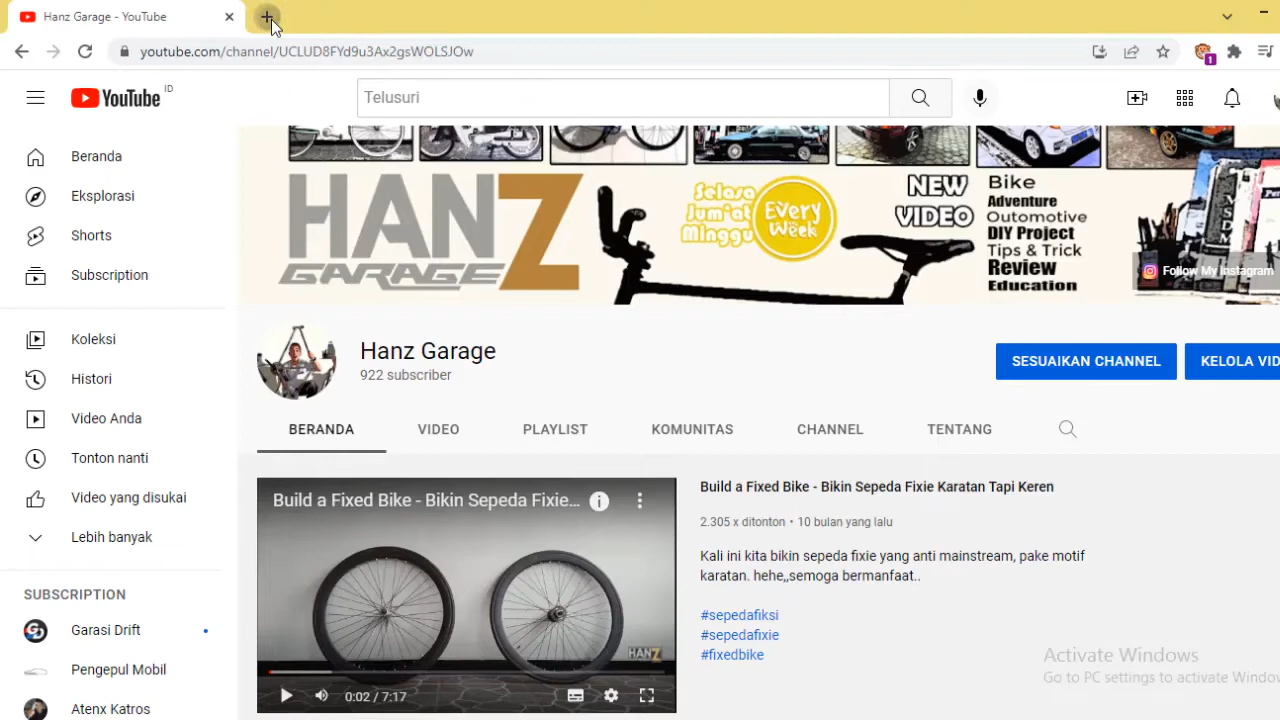 Hanz Garage - YouTube
youtube.com/channel/UCLUD8FYd9u3Ax2gsWOLSJOw
1
YouTube ID
Telusuri
Beranda
Eksplorasi
Shorts
Subscription
Koleksi
Histori
Video Anda
Tonton nanti
Video yang disukai
Lebih banyak
SUBSCRIPTION
Garasi Drift
Pengepul Mobil
Atenx Katros
HANZ
GARAGE
Selasa
Jum'at
Minggu
Every
Week
NEW
VIDEO
Bike
Adventure
Outomotive
DIY Project
Tips & Trick
Review
Education
Follow My Instagram
Hanz Garage
922 subscriber
SESUAIKAN CHANNEL
KELOLA VID
BERANDA
VIDEO
PLAYLIST
KOMUNITAS
CHANNEL
TENTANG
Build a Fixed Bike - Bikin Sepeda Fixie...
HANZ
0:02 / 7:17
Build a Fixed Bike - Bikin Sepeda Fixie Karatan Tapi Keren
2.305 x ditonton • 10 bulan yang lalu
Kali ini kita bikin sepeda fixie yang anti mainstream, pake motif
karatan. hehe,,semoga bermanfaat..
#sepedafiksi
#sepedafixie
#fixedbike
Activate Windows
Go to PC settings to activate Window